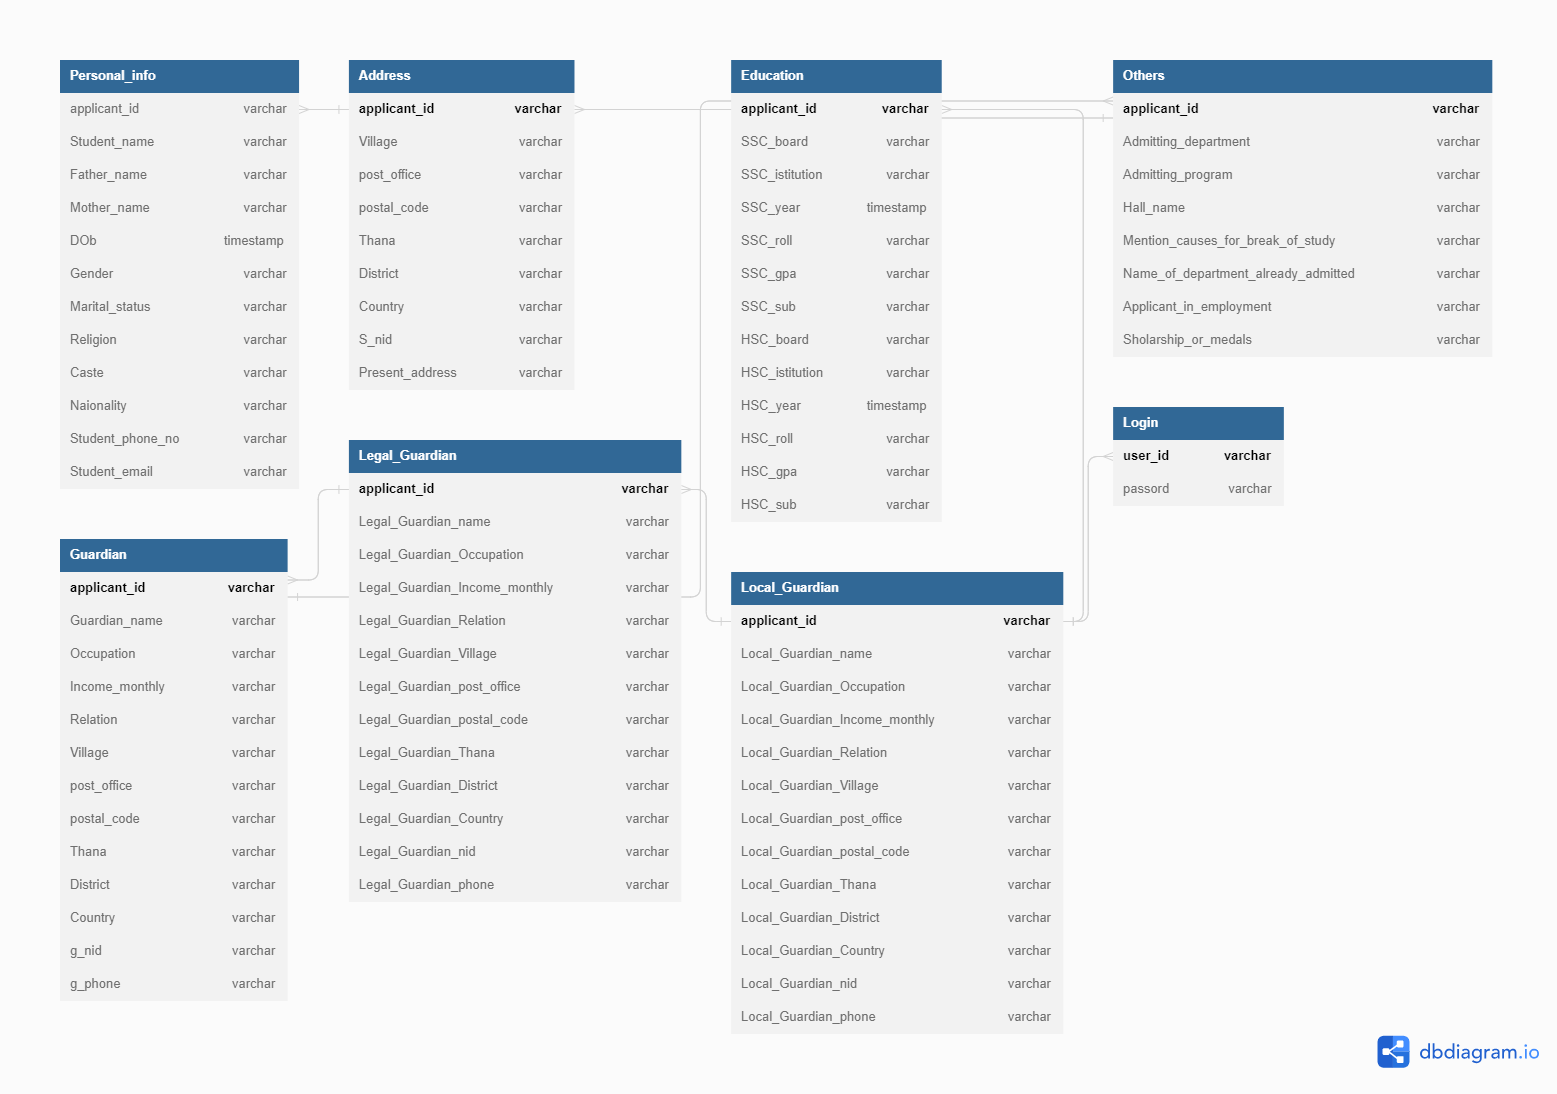 Personal_info
applicant_id varchar
Student_name varchar
Father_name varchar
Mother_name varchar
DOb timestamp
Gender varchar
Marital_status varchar
Religion varchar
Caste varchar
Naionality varchar
Student_phone_no varchar
Student_email varchar
Address
applicant_id varchar
Village varchar
post_office varchar
postal_code varchar
Thana varchar
District varchar
Country varchar
S_nid varchar
Present_address varchar
Education
applicant_id varchar
SSC_board varchar
SSC_istitution varchar
SSC_year timestamp
SSC_roll varchar
SSC_gpa varchar
SSC_sub varchar
HSC_board varchar
HSC_istitution varchar
HSC_year timestamp
HSC_roll varchar
HSC_gpa varchar
HSC_sub varchar
Others
applicant_id varchar
Admitting_department varchar
Admitting_program varchar
Hall_name varchar
Mention_causes_for_break_of_study varchar
Name_of_department_already_admitted varchar
Applicant_in_employment varchar
Sholarship_or_medals varchar
Login
user_id varchar
passord varchar
Guardian
applicant_id varchar
Guardian_name varchar
Occupation varchar
Income_monthly varchar
Relation varchar
Village varchar
post_office varchar
postal_code varchar
Thana varchar
District varchar
Country varchar
g_nid varchar
g_phone varchar
Legal_Guardian
applicant_id varchar
Legal_Guardian_name varchar
Legal_Guardian_Occupation varchar
Legal_Guardian_Income_monthly varchar
Legal_Guardian_Relation varchar
Legal_Guardian_Village varchar
Legal_Guardian_post_office varchar
Legal_Guardian_postal_code varchar
Legal_Guardian_Thana varchar
Legal_Guardian_District varchar
Legal_Guardian_Country varchar
Legal_Guardian_nid varchar
Legal_Guardian_phone varchar
Local_Guardian
applicant_id varchar
Local_Guardian_name varchar
Local_Guardian_Occupation varchar
Local_Guardian_Income_monthly varchar
Local_Guardian_Relation varchar
Local_Guardian_Village varchar
Local_Guardian_post_office varchar
Local_Guardian_postal_code varchar
Local_Guardian_Thana varchar
Local_Guardian_District varchar
Local_Guardian_Country varchar
Local_Guardian_nid varchar
Local_Guardian_phone varchar
dbdiagram.io